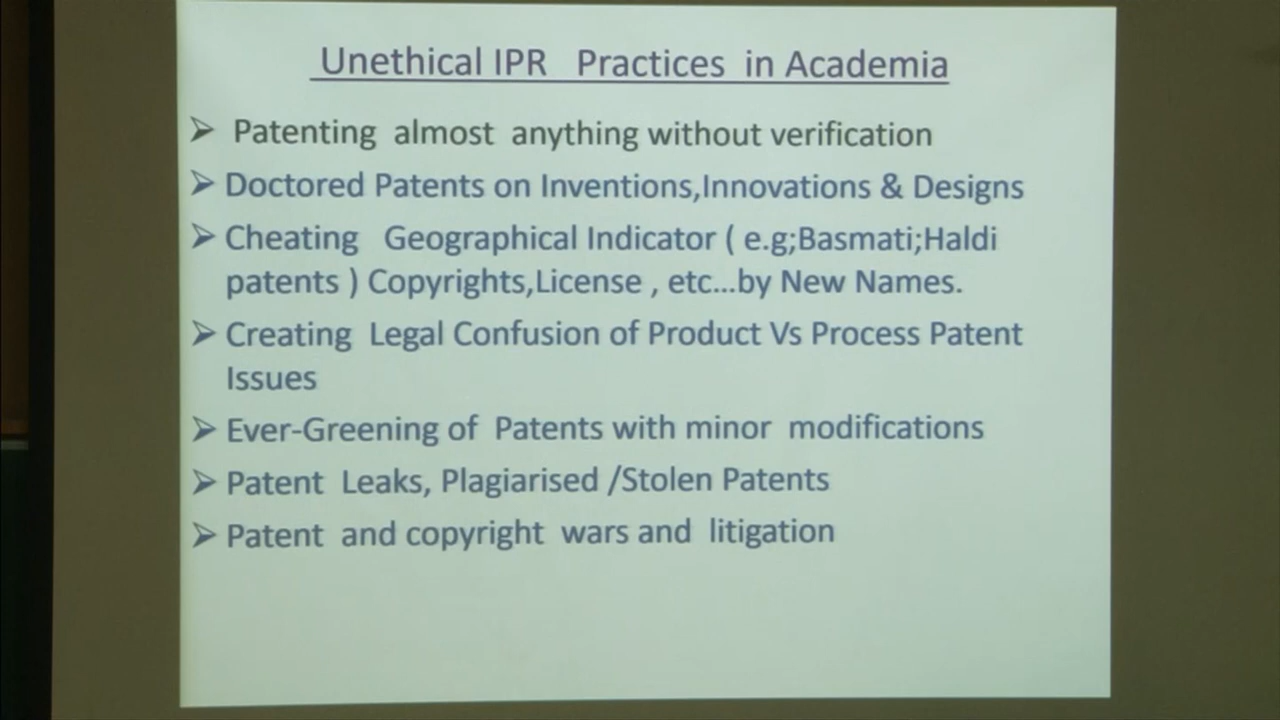 Unethical IPR Practices in Academia
➢ Patenting almost anything without verification
➢ Doctored Patents on Inventions,Innovations & Designs
➢ Cheating Geographical Indicator ( e.g;Basmati;Haldi
patents ) Copyrights,License , etc...by New Names.
➢ Creating Legal Confusion of Product Vs Process Patent
Issues
➢ Ever-Greening of Patents with minor modifications
➢ Patent Leaks, Plagiarised /Stolen Patents
➢ Patent and copyright wars and litigation